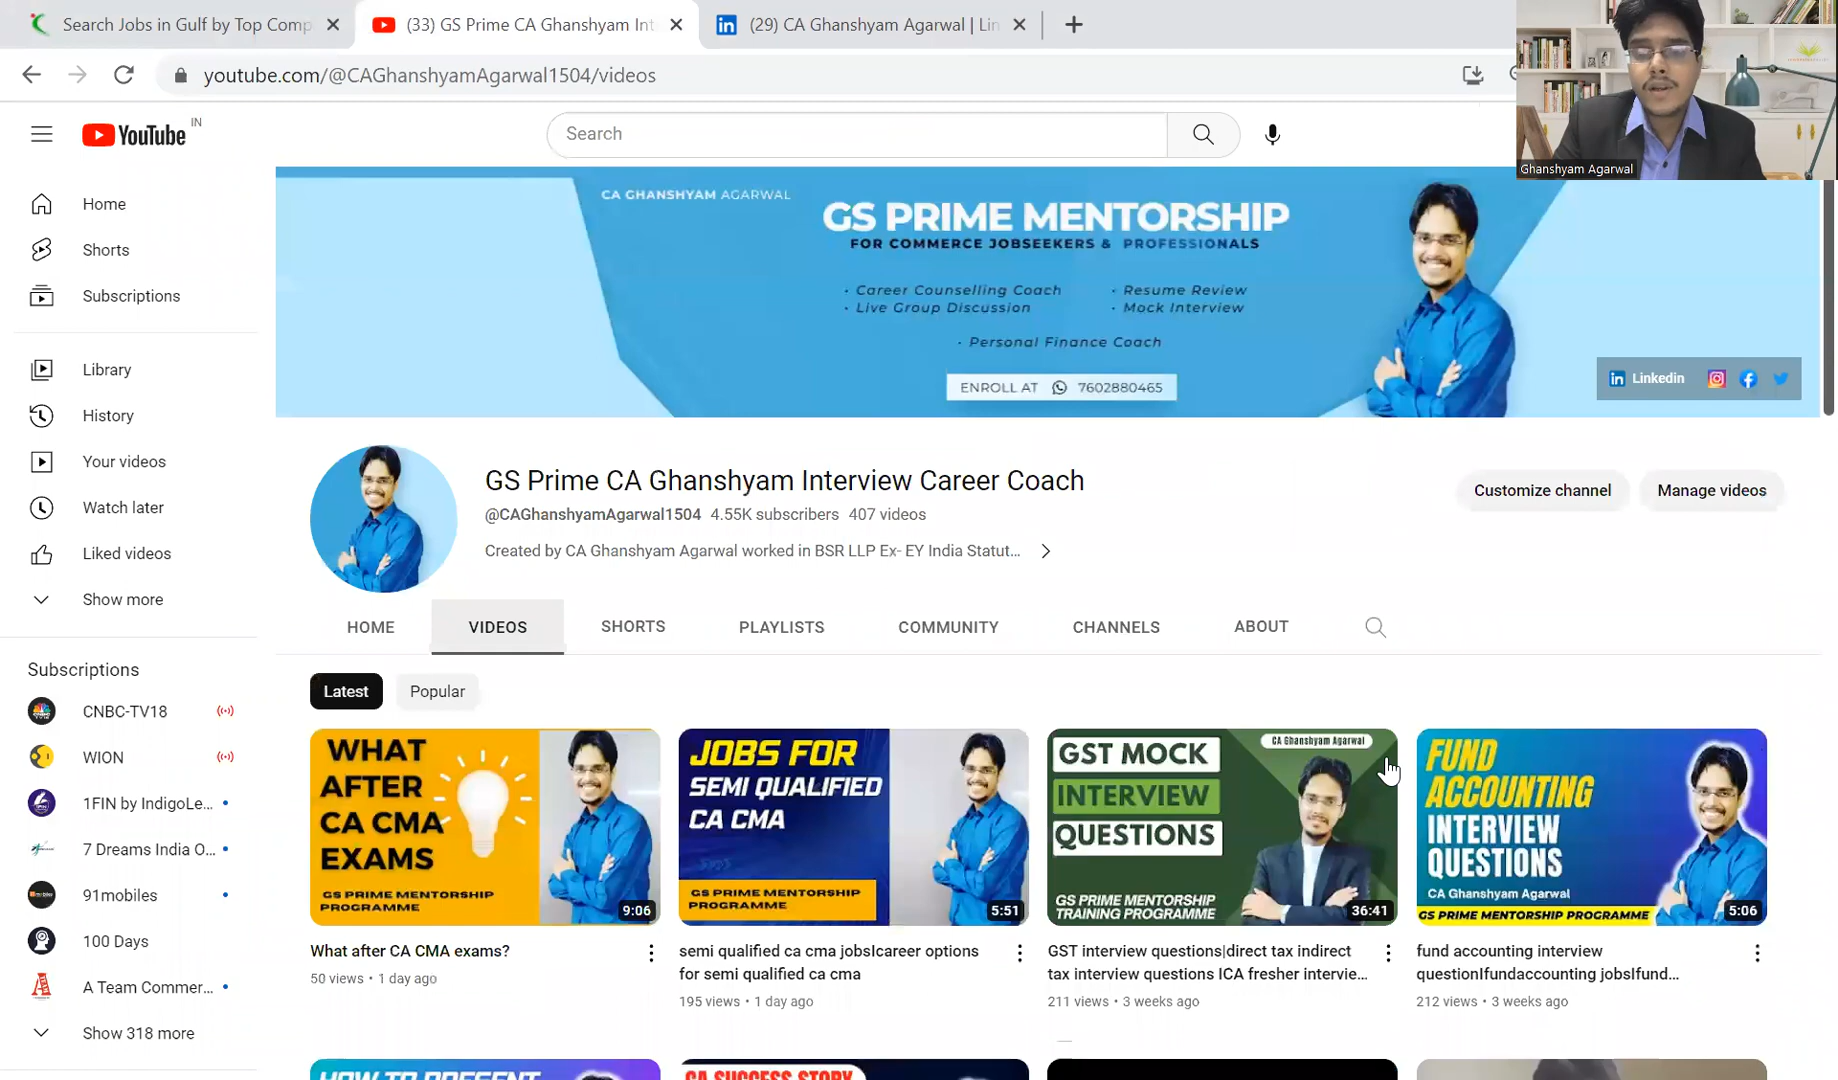 Search Jobs in Gulf by Top Comp
(33) GS Prime CA Ghanshyam Int
(29) CA Ghanshyam Agarwal | Lin
youtube.com/@CAGhanshyamAgarwal1504/videos
Ghanshyam Agarwal
YouTube IN
Search
Home
Shorts
Subscriptions
Library
History
Your videos
Watch later
Liked videos
Show more
Subscriptions
CNBC-TV18
WION
1FIN by IndigoLe...
7 Dreams India O...
91mobiles
100 Days
A Team Commer...
Show 318 more
CA GHANSHYAM AGARWAL
GS PRIME MENTORSHIP
FOR COMMERCE JOBSEEKERS & PROFESSIONALS
· Career Counselling Coach
· Resume Review
· Live Group Discussion
· Mock Interview
· Personal Finance Coach
ENROLL AT 7602880465
Linkedin
GS Prime CA Ghanshyam Interview Career Coach
@CAGhanshyamAgarwal1504 4.55K subscribers 407 videos
Created by CA Ghanshyam Agarwal worked in BSR LLP Ex- EY India Statut...
Customize channel
Manage videos
HOME
VIDEOS
SHORTS
PLAYLISTS
COMMUNITY
CHANNELS
ABOUT
Latest
Popular
WHAT
AFTER
CA CMA
EXAMS
GS PRIME MENTORSHIP
PROGRAMME
9:06
What after CA CMA exams?
50 views • 1 day ago
JOBS FOR
SEMI QUALIFIED
CA CMA
GS PRIME MENTORSHIP
PROGRAMME
5:51
semi qualified ca cma jobs|career options
for semi qualified ca cma
195 views • 1 day ago
CA Ghanshyam Agarwal
GST MOCK
INTERVIEW
QUESTIONS
GS PRIME MENTORSHIP
TRAINING PROGRAMME
36:41
GST interview questions|direct tax indirect
tax interview questions ICA fresher intervie...
211 views • 3 weeks ago
FUND
ACCOUNTING
INTERVIEW
QUESTIONS
CA Ghanshyam Agarwal
GS PRIME MENTORSHIP PROGRAMME
5:06
fund accounting interview
question|fundaccounting jobs|fund...
212 views • 3 weeks ago
HOW TO PRESENT
CA SUCCESS STORY